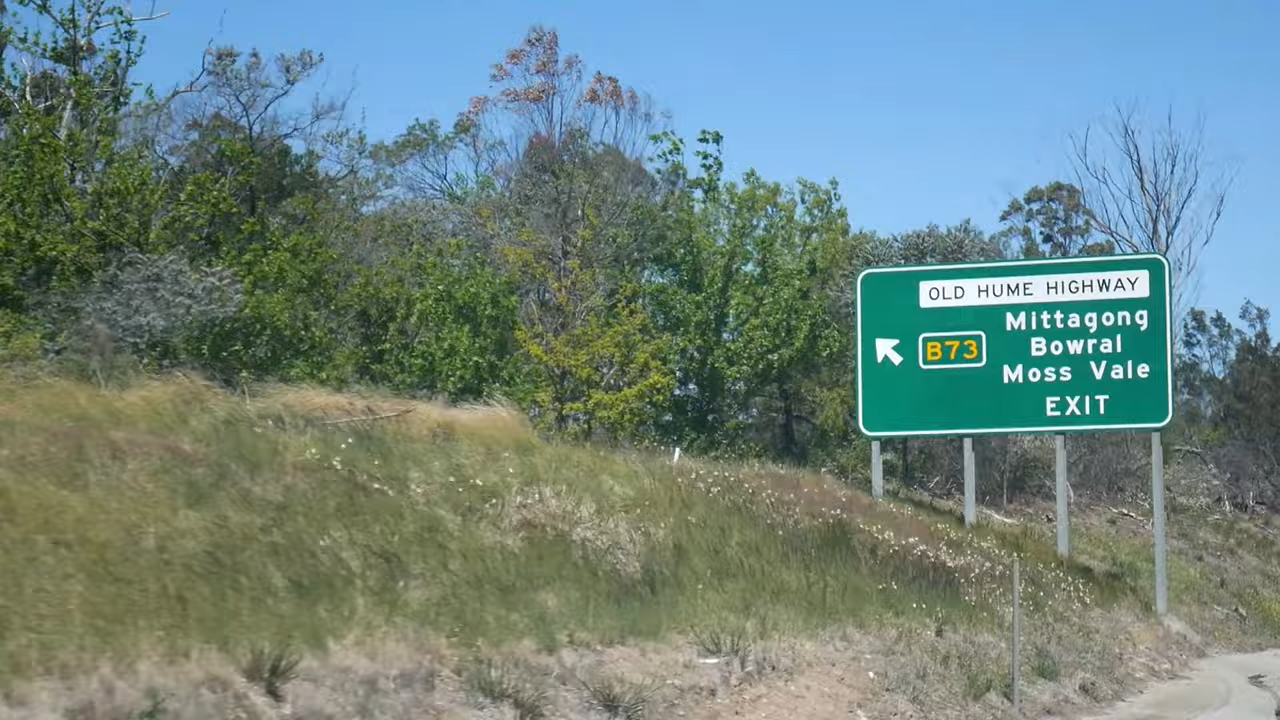 OLD HUME HIGHWAY
Mittagong
B73
Bowral
Moss Vale
EXIT